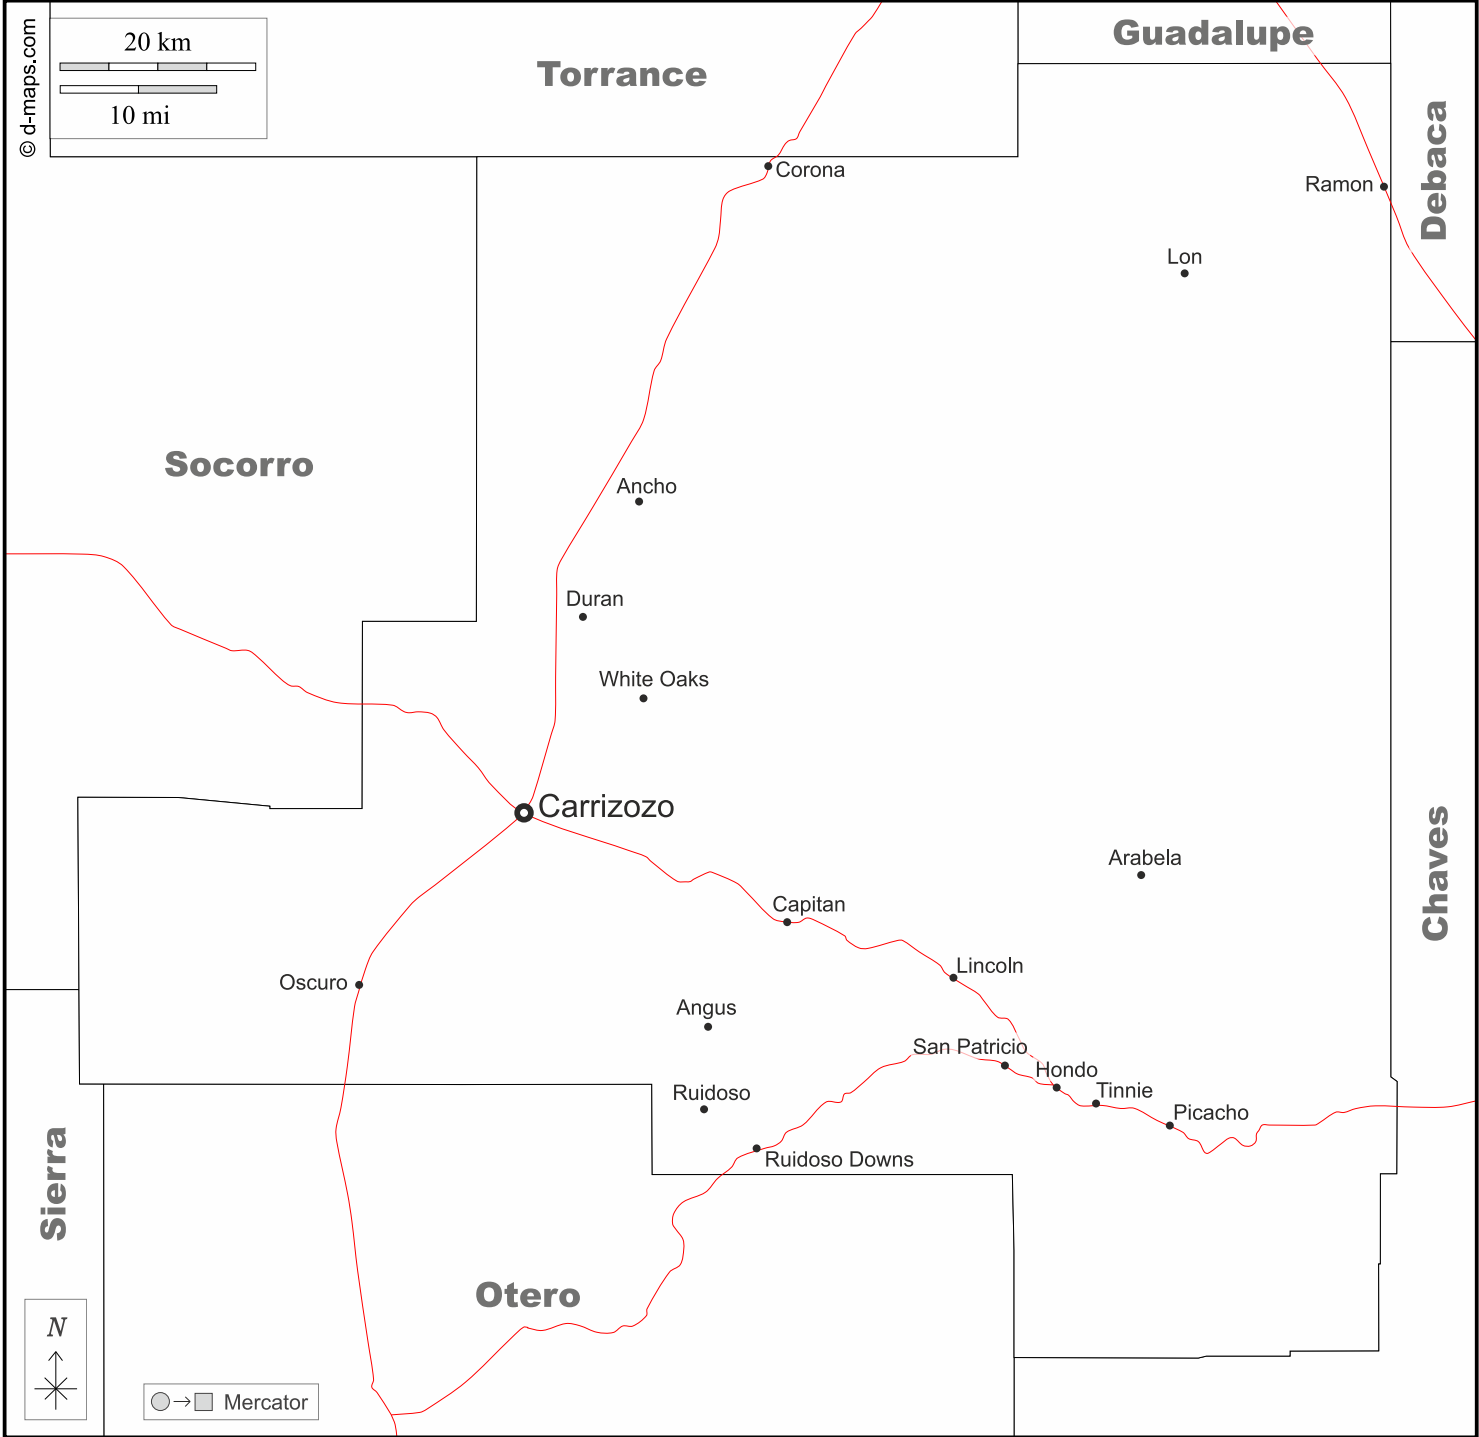 © d-maps.com
20 km
10 mi
Torrance
Guadalupe
Debaca
Corona
Ramon
Lon
Socorro
Ancho
Duran
White Oaks
Carrizozo
Arabela
Chaves
Capitan
Lincoln
Oscuro
Angus
San Patricio
Hondo
Tinnie
Ruidoso
Picacho
Ruidoso Downs
Sierra
Otero
N
Mercator